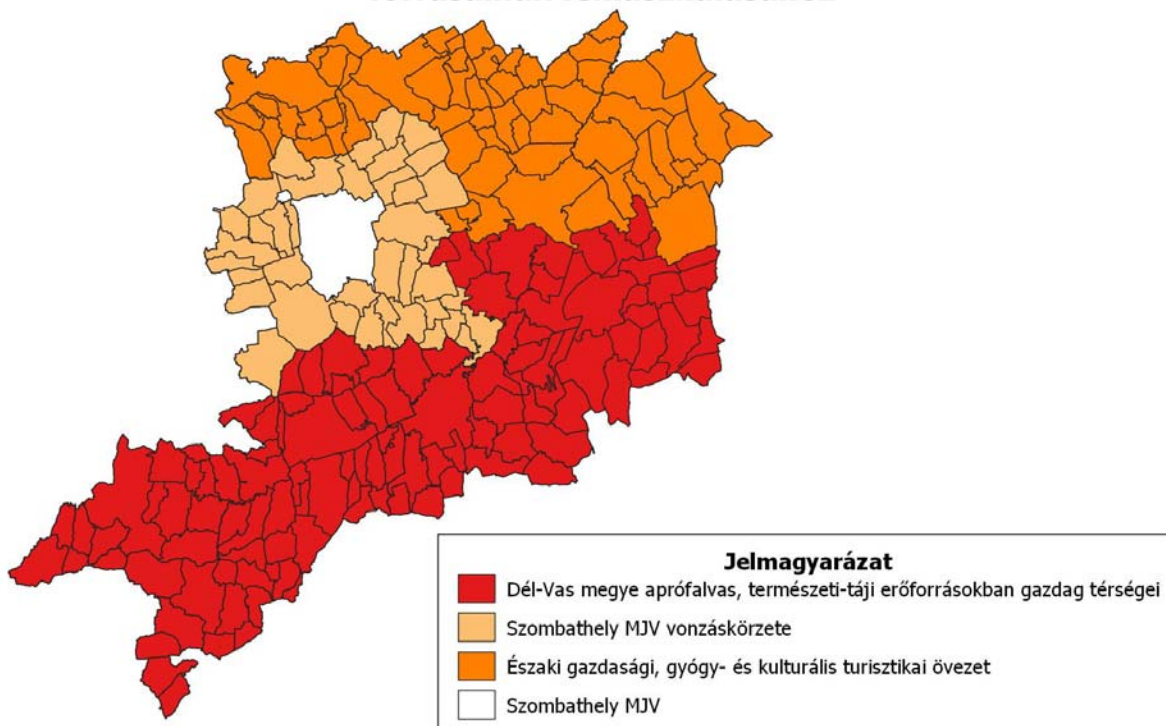 Jelmagyarázat
Dél-Vas megye aprófalvas, természeti-táji erőforrásokban gazdag térségei
Szombathely MJV vonzáskörzete
Északi gazdasági, gyógy- és kulturális turisztikai övezet
Szombathely MJV